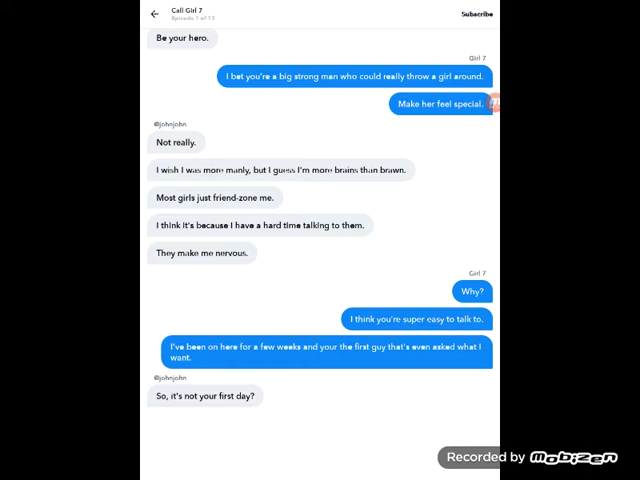 Call Girl 7
Episode 1 of 13
Subscribe
Be your hero.
Girl 7
I bet you're a big strong man who could really throw a girl around.
Make her feel special.
@johnjohn
Not really.
I wish I was more manly, but I guess I'm more brains than brawn.
Most girls just friend-zone me.
I think it's because I have a hard time talking to them.
They make me nervous.
Girl 7
Why?
I think you're super easy to talk to.
I've been on here for a few weeks and your the first guy that's even asked what I
want.
@johnjohn
So, it's not your first day?
Recorded by Mobizen